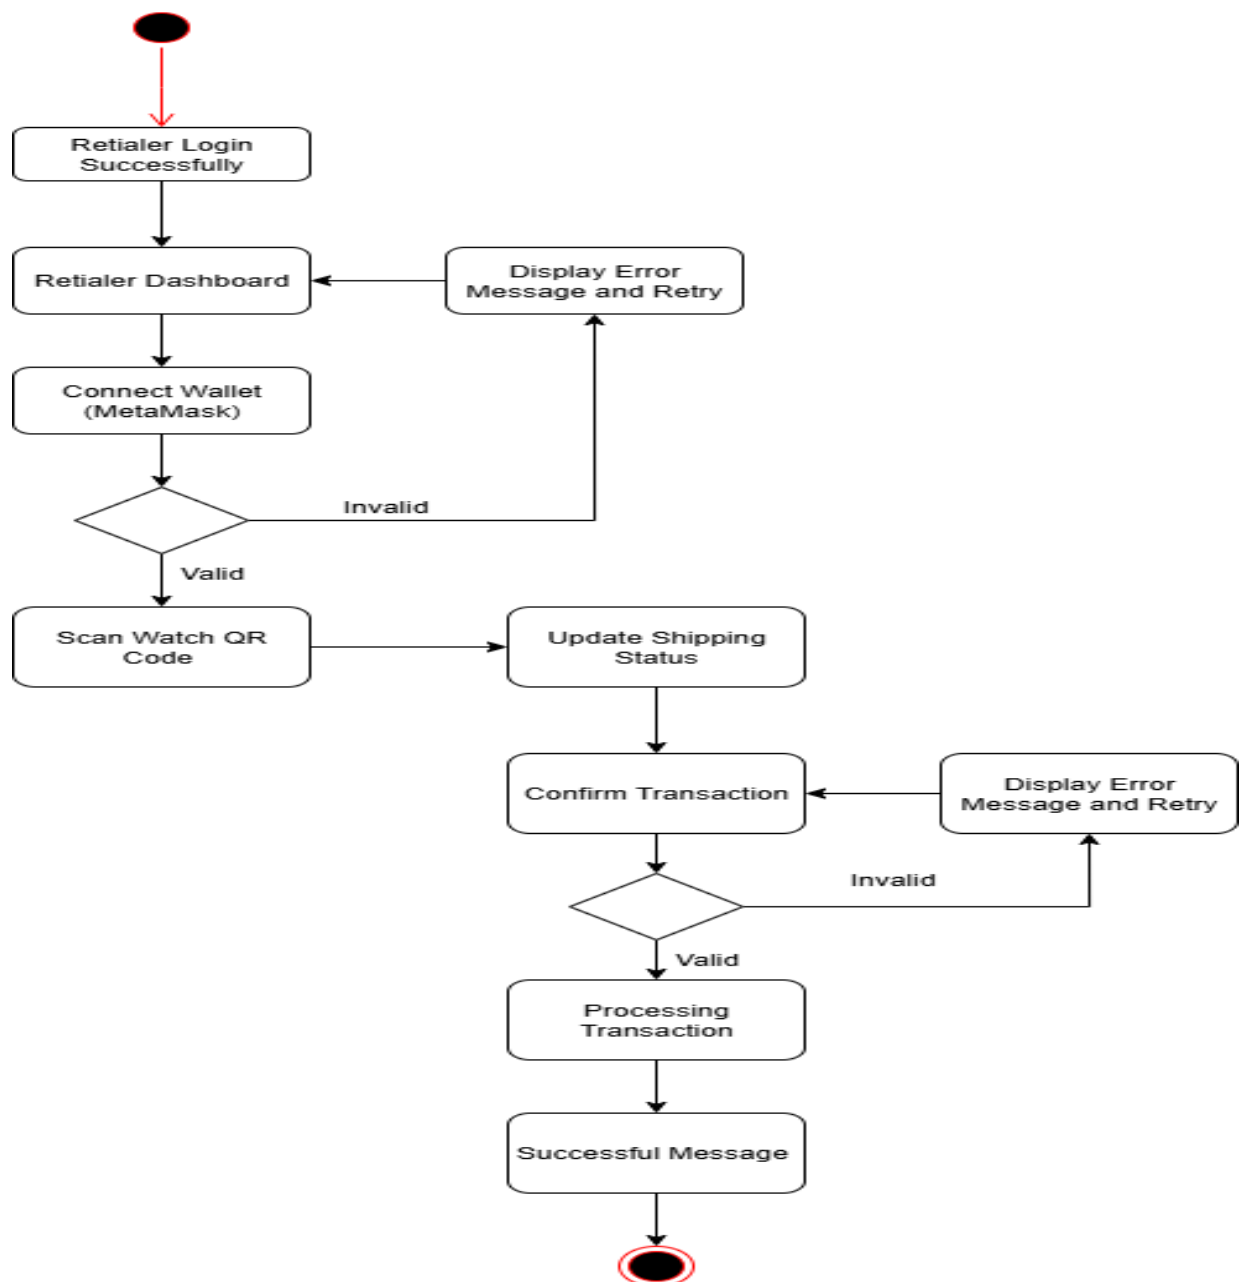 Retialer Login
Successfully
Retialer Dashboard
Display Error
Message and Retry
Connect Wallet
(MetaMask)
Invalid
Valid
Scan Watch QR
Code
Update Shipping
Status
Confirm Transaction
Display Error
Message and Retry
Invalid
Valid
Processing
Transaction
Successful Message